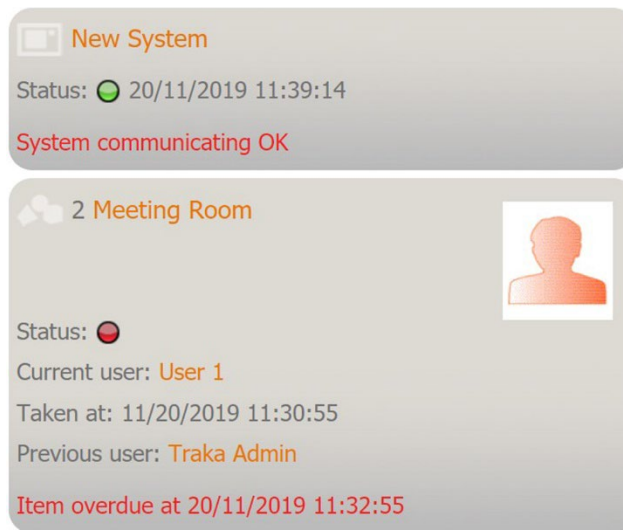 New System
Status: 20/11/2019 11:39:14
System communicating OK
2 Meeting Room
Status:
Current user: User 1
Taken at: 11/20/2019 11:30:55
Previous user: Traka Admin
Item overdue at 20/11/2019 11:32:55